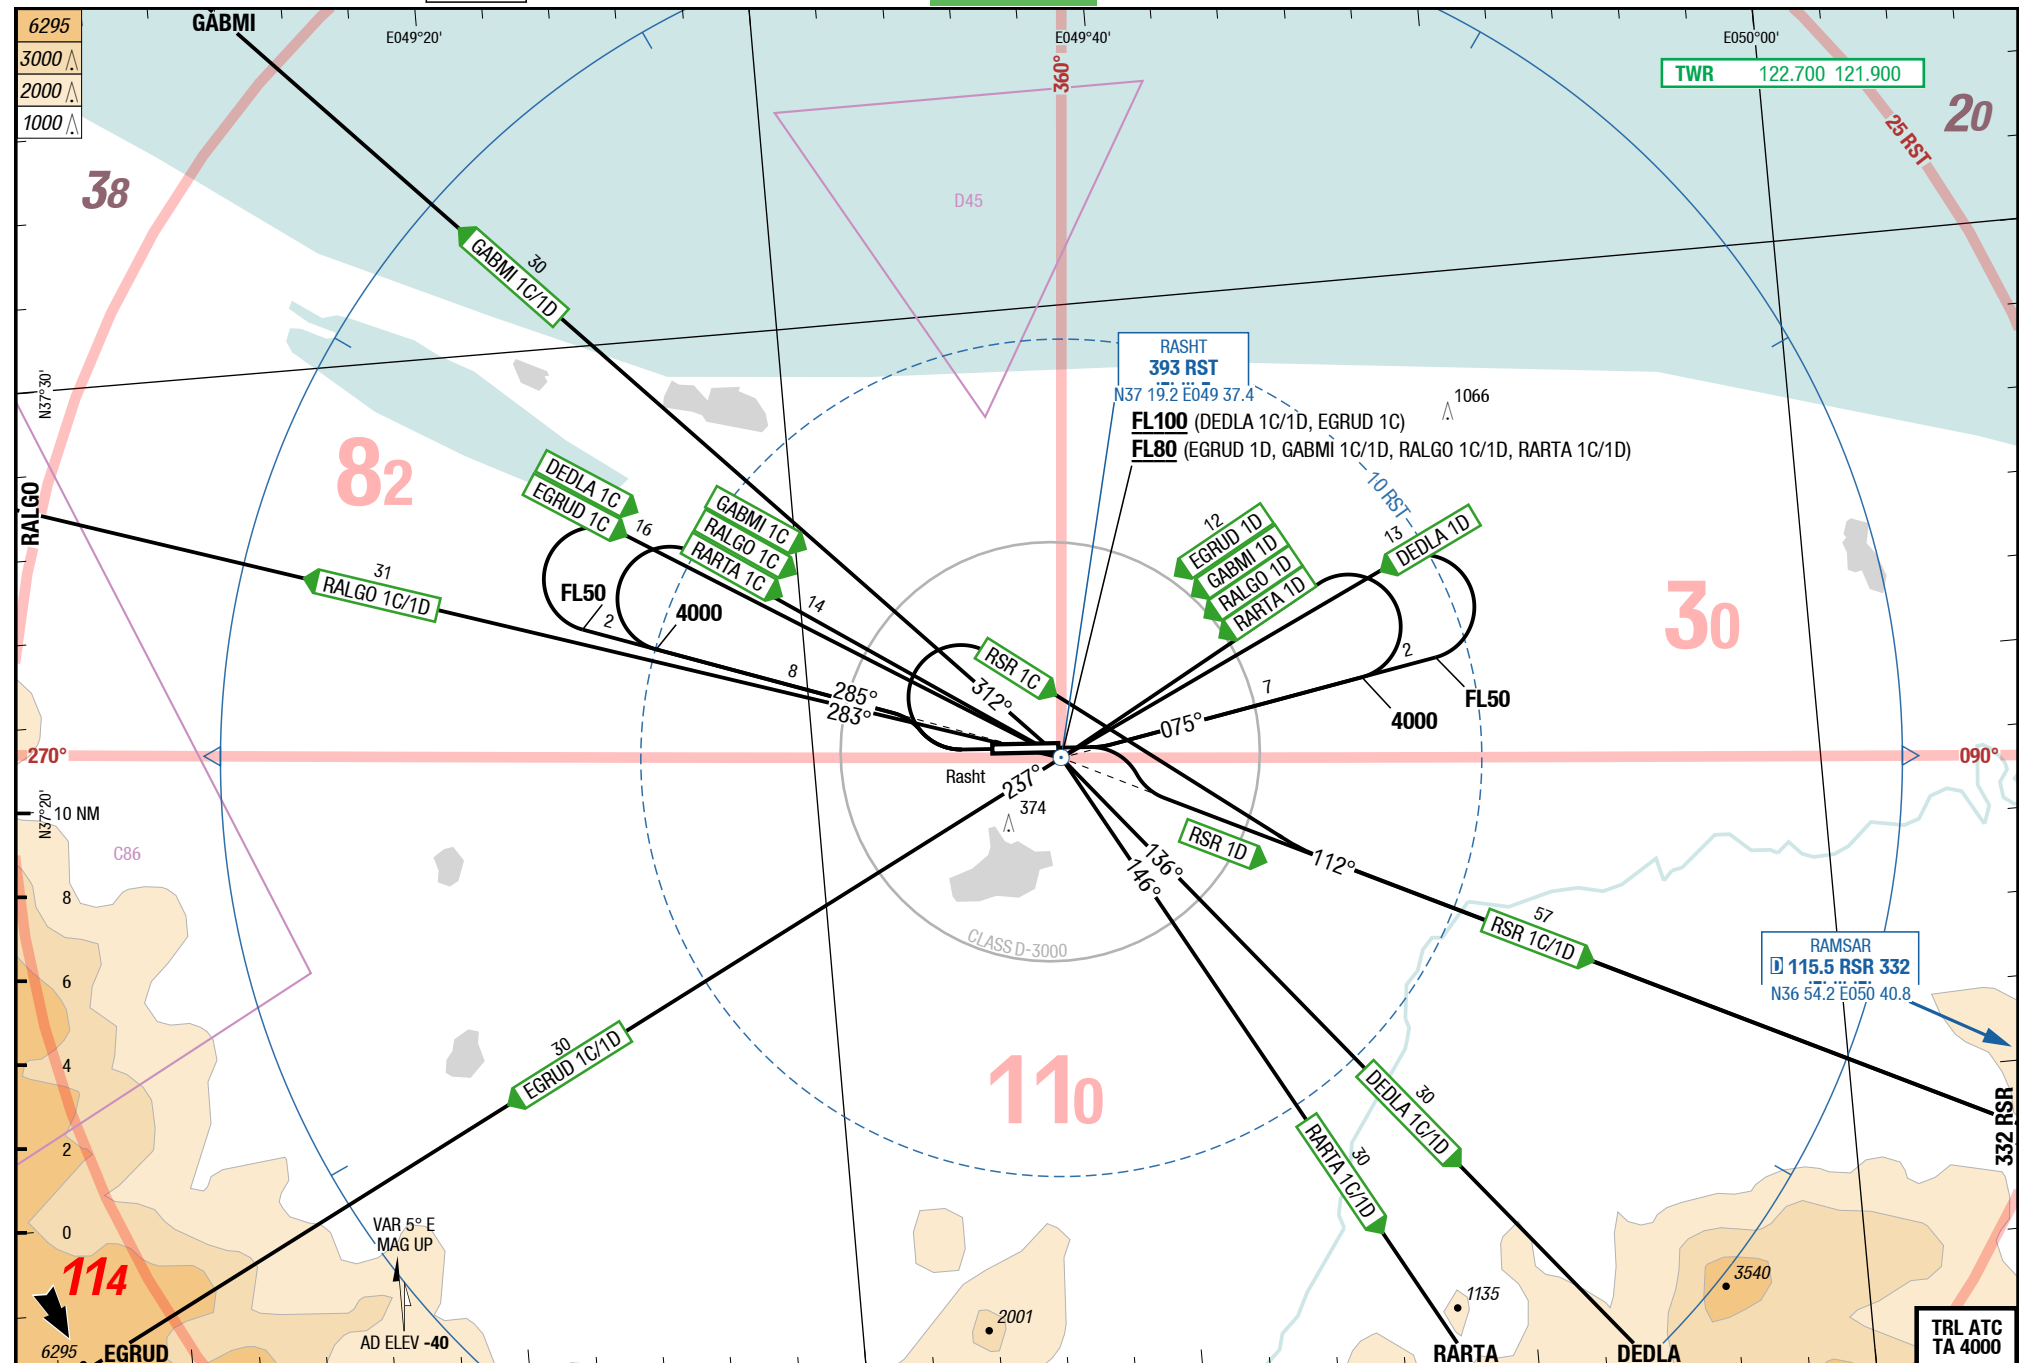 GABMI
E049°20'
E049°40'
E050°00'
6295
3000
2000
1000
TWR 122.700 121.900
360°
20
25 RST
38
D45
30
GABMI 1C/1D
RASHT
393 RST
N37 19.2 E049 37.4
FL100 (DEDLA 1C/1D, EGRUD 1C)
FL80 (EGRUD 1D, GABMI 1C/1D, RALGO 1C/1D, RARTA 1C/1D)
1066
N37°30'
82
10 RST
RALGO
DEDLA 1C
EGRUD 1C
16
GABMI 1C
RALGO 1C
RARTA 1C
14
12
EGRUD 1D
GABMI 1D
RALGO 1D
RARTA 1D
13
DEDLA 1D
31
RALGO 1C/1D
FL50
2
4000
8
RSR 1C
30
285°
283°
312°
075°
7
2
4000
FL50
270°
090°
Rasht
237°
374
N37°20'
10 NM
C86
RSR 1D
136°
146°
112°
8
CLASS D-3000
57
RSR 1C/1D
RAMSAR
D 115.5 RSR 332
N36 54.2 E050 40.8
6
30
EGRUD 1C/1D
4
110
30
DEDLA 1C/1D
30
RARTA 1C/1D
332 RSR
2
0
VAR 5° E
MAG UP
114
3540
1135
2001
AD ELEV -40
6295
EGRUD
RARTA
DEDLA
TRL ATC
TA 4000